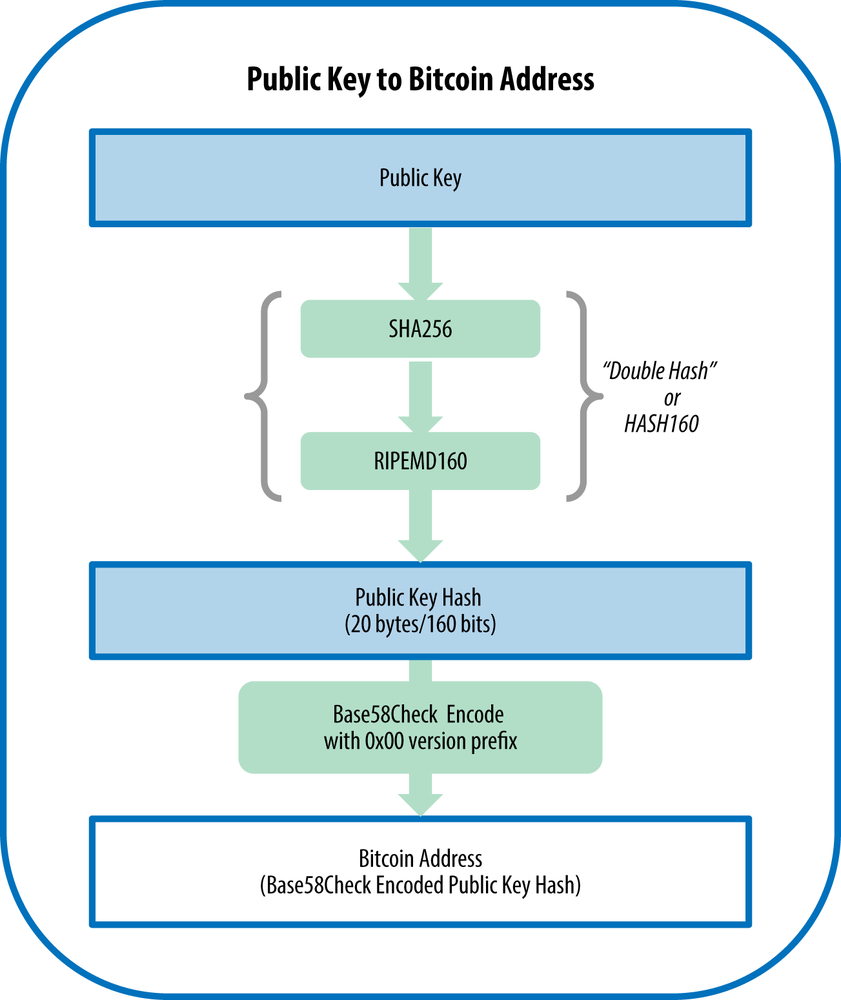 Public Key to Bitcoin Address
Public Key
SHA256
“Double Hash”
or
HASH160
RIPEMD160
Public Key Hash
(20 bytes/160 bits)
Base58Check Encode
with 0x00 version prefix
Bitcoin Address
(Base58Check Encoded Public Key Hash)